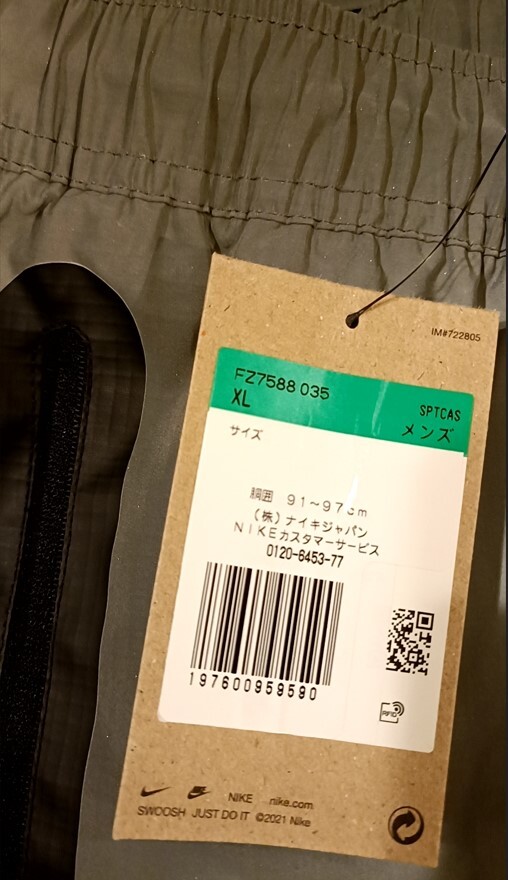 IM#722805
FZ7588 035
XL
SPTCAS
メンズ
サイズ
胴囲 91~97cm
(株)ナイキジャパン
NIKEカスタマーサービス
0120-6453-77
197600959590
RFID
NIKE nike.com
SWOOSH JUST DO IT ©2021 Nike